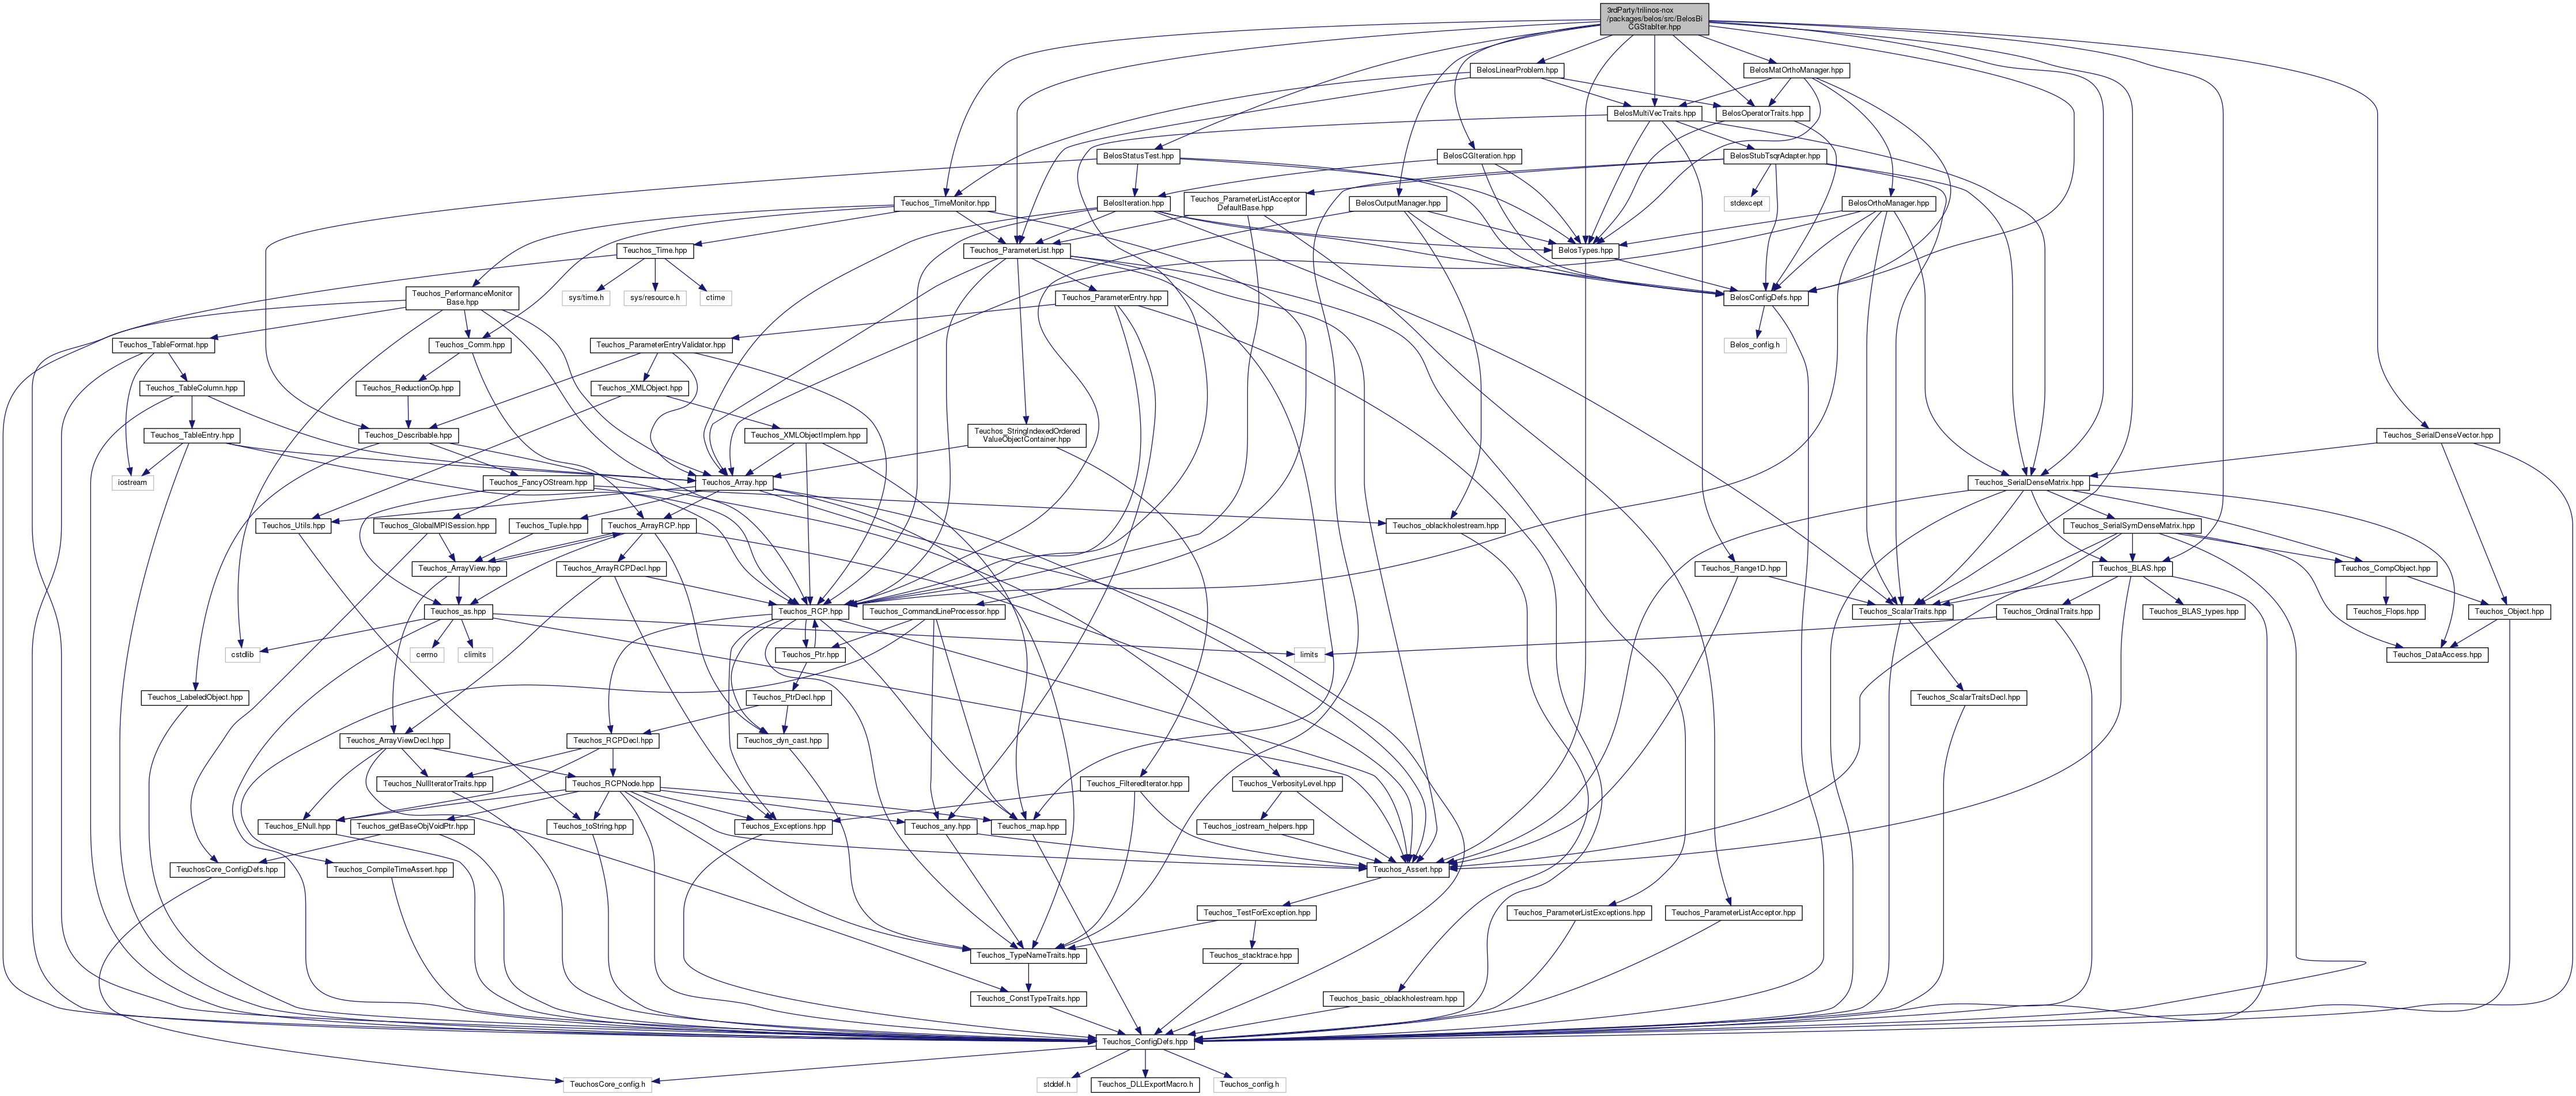 3rdParty/trilinos-nox
/packages/belos/src/BelosBi
CGStabIter.hpp
BelosLinearProblem.hpp
BelosMatOrthoManager.hpp
BelosMultiVecTraits.hpp
BelosOperatorTraits.hpp
BelosStatusTest.hpp
BelosCGIteration.hpp
BelosStubTsqrAdapter.hpp
Teuchos_TimeMonitor.hpp
BelosIteration.hpp
Teuchos_ParameterListAcceptor
DefaultBase.hpp
BelosOutputManager.hpp
stdexcept
BelosOrthoManager.hpp
Teuchos_Time.hpp
Teuchos_ParameterList.hpp
BelosTypes.hpp
Teuchos_PerformanceMonitor
Base.hpp
sys/time.h
sys/resource.h
ctime
Teuchos_ParameterEntry.hpp
BelosConfigDefs.hpp
Teuchos_TableFormat.hpp
Teuchos_Comm.hpp
Teuchos_ParameterEntryValidator.hpp
Belos_config.h
Teuchos_TableColumn.hpp
Teuchos_ReductionOp.hpp
Teuchos_XMLObject.hpp
Teuchos_TableEntry.hpp
Teuchos_Describable.hpp
Teuchos_XMLObjectImplem.hpp
Teuchos_StringIndexedOrdered
ValueObjectContainer.hpp
Teuchos_SerialDenseVector.hpp
iostream
Teuchos_FancyOStream.hpp
Teuchos_Array.hpp
Teuchos_SerialDenseMatrix.hpp
Teuchos_Utils.hpp
Teuchos_GlobalMPISession.hpp
Teuchos_Tuple.hpp
Teuchos_ArrayRCP.hpp
Teuchos_oblackholestream.hpp
Teuchos_SerialSymDenseMatrix.hpp
Teuchos_ArrayView.hpp
Teuchos_ArrayRCPDecl.hpp
Teuchos_Range1D.hpp
Teuchos_BLAS.hpp
Teuchos_CompObject.hpp
Teuchos_as.hpp
Teuchos_RCP.hpp
Teuchos_CommandLineProcessor.hpp
Teuchos_ScalarTraits.hpp
Teuchos_OrdinalTraits.hpp
Teuchos_BLAS_types.hpp
Teuchos_Flops.hpp
Teuchos_Object.hpp
cstdlib
cerrno
climits
Teuchos_Ptr.hpp
limits
Teuchos_DataAccess.hpp
Teuchos_LabeledObject.hpp
Teuchos_PtrDecl.hpp
Teuchos_ScalarTraitsDecl.hpp
Teuchos_ArrayViewDecl.hpp
Teuchos_RCPDecl.hpp
Teuchos_dyn_cast.hpp
Teuchos_NullIteratorTraits.hpp
Teuchos_RCPNode.hpp
Teuchos_FilteredIterator.hpp
Teuchos_VerbosityLevel.hpp
Teuchos_ENull.hpp
Teuchos_getBaseObjVoidPtr.hpp
Teuchos_toString.hpp
Teuchos_Exceptions.hpp
Teuchos_any.hpp
Teuchos_map.hpp
Teuchos_iostream_helpers.hpp
TeuchosCore_ConfigDefs.hpp
Teuchos_CompileTimeAssert.hpp
Teuchos_Assert.hpp
Teuchos_TestForException.hpp
Teuchos_ParameterListExceptions.hpp
Teuchos_ParameterListAcceptor.hpp
Teuchos_TypeNameTraits.hpp
Teuchos_stacktrace.hpp
Teuchos_ConstTypeTraits.hpp
Teuchos_basic_oblackholestream.hpp
Teuchos_ConfigDefs.hpp
TeuchosCore_config.h
stddef.h
Teuchos_DLLExportMacro.h
Teuchos_config.h